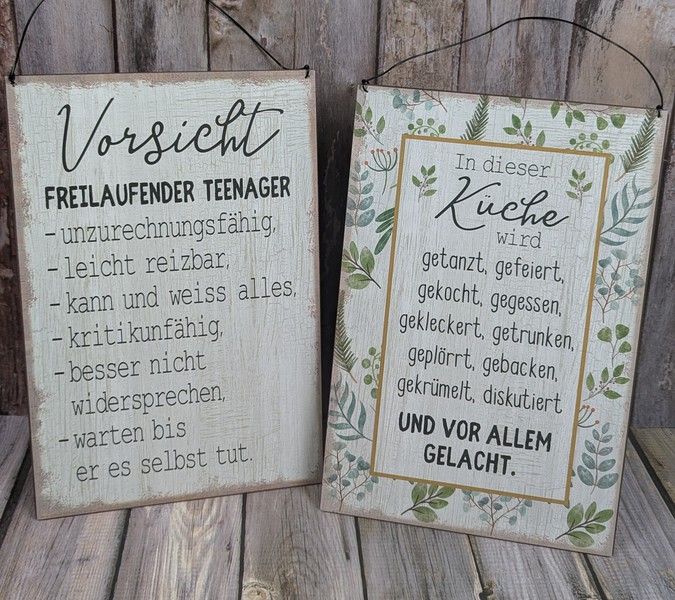 Vorsicht
FREILAUFENDER TEENAGER
- unzurechnungsfähig,
- leicht reizbar,
- kann und weiss alles,
- kritikunfähig,
- besser nicht
widersprechen,
- warten bis
er es selbst tut.
In dieser
Küche
wird
getanzt, gefeiert,
gekocht, gegessen,
gekleckert, getrunken,
geplörrt, gebacken,
gekrümelt, diskutiert
UND VOR ALLEM
GELACHT.